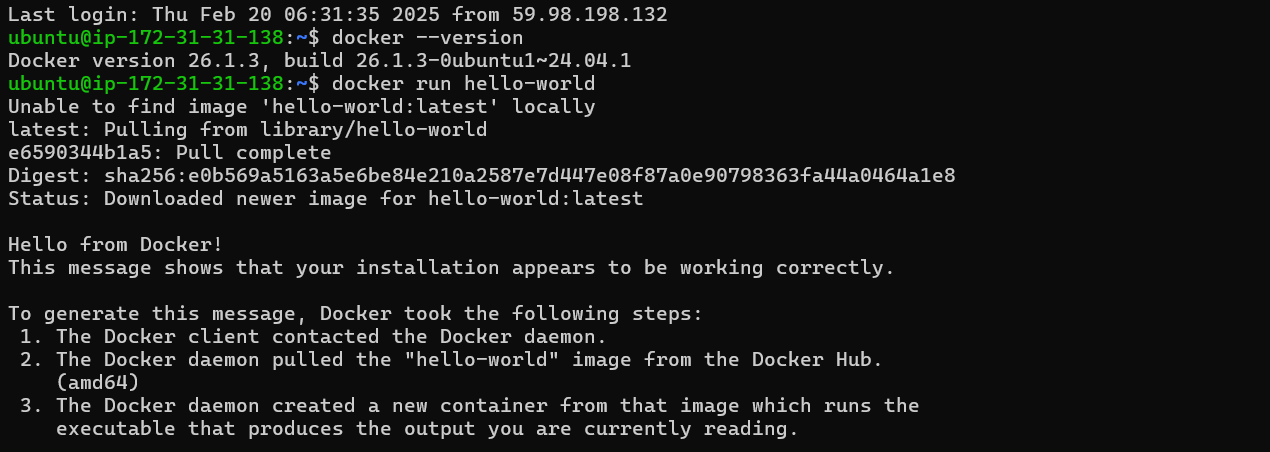 Last login: Thu Feb 20 06:31:35 2025 from 59.98.198.132
ubuntu@ip-172-31-31-138:~$ docker --version
Docker version 26.1.3, build 26.1.3-0ubuntu1~24.04.1
ubuntu@ip-172-31-31-138:~$ docker run hello-world
Unable to find image 'hello-world:latest' locally
latest: Pulling from library/hello-world
e6590344b1a5: Pull complete
Digest: sha256:e0b569a5163a5e6be84e210a2587e7d447e08f87a0e90798363fa44a0464a1e8
Status: Downloaded newer image for hello-world:latest

Hello from Docker!
This message shows that your installation appears to be working correctly.

To generate this message, Docker took the following steps:
 1. The Docker client contacted the Docker daemon.
 2. The Docker daemon pulled the "hello-world" image from the Docker Hub.
    (amd64)
 3. The Docker daemon created a new container from that image which runs the
    executable that produces the output you are currently reading.